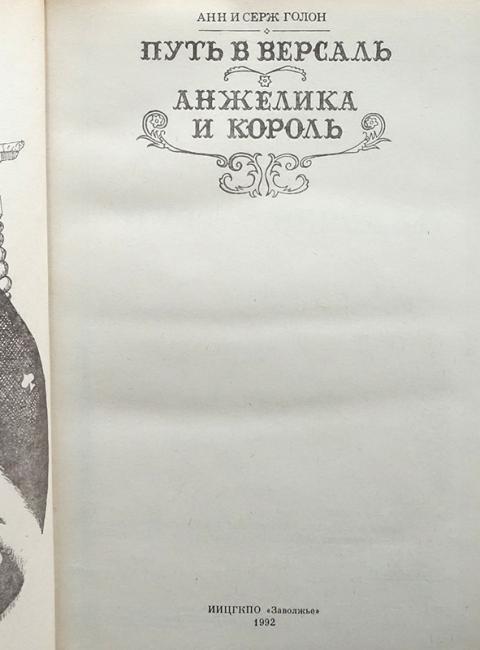 АНН И СЕРЖ ГОЛОН
ПУТЬ В ВЕРСАЛЬ
АНЖЕЛИКА
И КОРОЛЬ
ИИЦГКПО «Заволжье»
1992